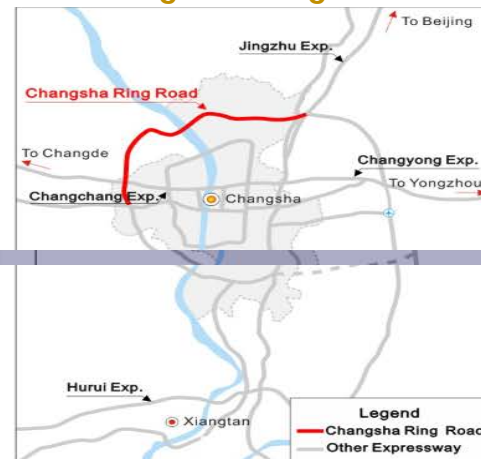 To Beijing
Jingzhu Exp.
Changsha Ring Road
To Changde
Changyong Exp.
To Yongzhou
Changchang Exp.
Changsha
Hurui Exp.
Xiangtan
Legend
Changsha Ring Road
Other Expressway